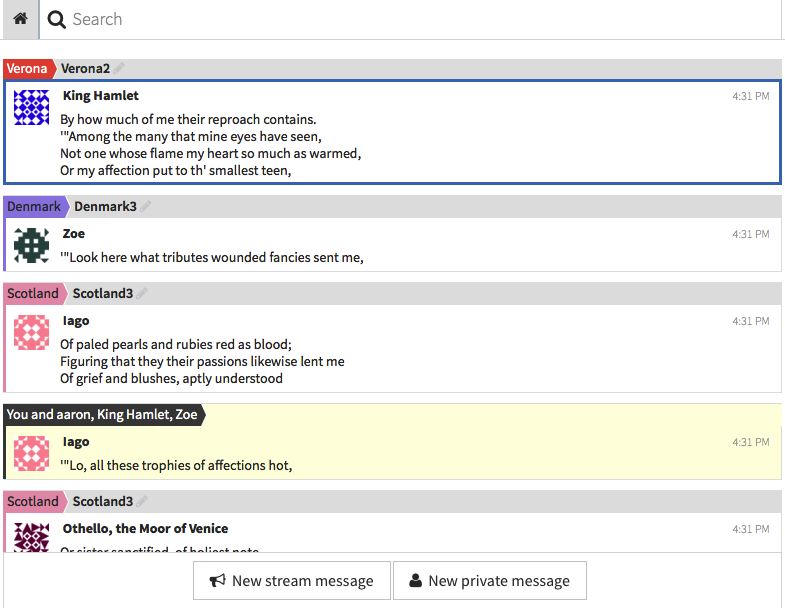 Search
Verona Verona2
King Hamlet 4:31 PM
By how much of me their reproach contains.
'"Among the many that mine eyes have seen,
Not one whose flame my heart so much as warmed,
Or my affection put to th' smallest teen,
Denmark Denmark3
Zoe 4:31 PM
'"Look here what tributes wounded fancies sent me,
Scotland Scotland3
Iago 4:31 PM
Of paled pearls and rubies red as blood;
Figuring that they their passions likewise lent me
Of grief and blushes, aptly understood
You and aaron, King Hamlet, Zoe
Iago 4:31 PM
'"Lo, all these trophies of affections hot,
Scotland Scotland3
Othello, the Moor of Venice 4:31 PM
Or sister sanctified, of holiest note
New stream message New private message